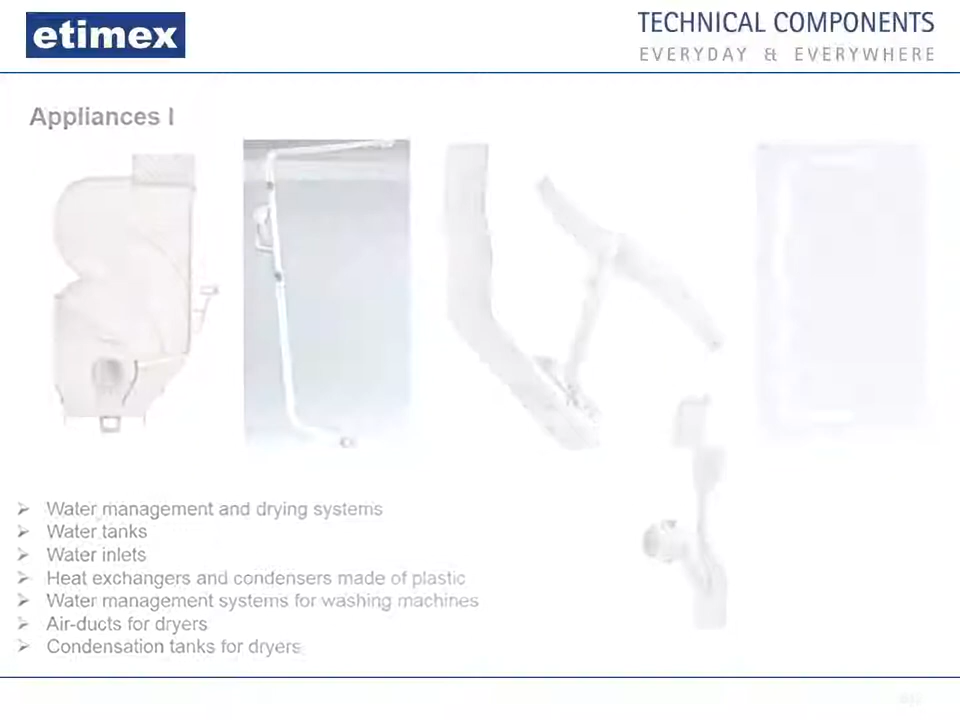 etimex
TECHNICAL COMPONENTS
EVERYDAY & EVERYWHERE
Appliances I
➢ Water management and drying systems
➢ Water tanks
➢ Water inlets
➢ Heat exchangers and condensers made of plastic
➢ Water management systems for washing machines
➢ Air-ducts for dryers
➢ Condensation tanks for dryers